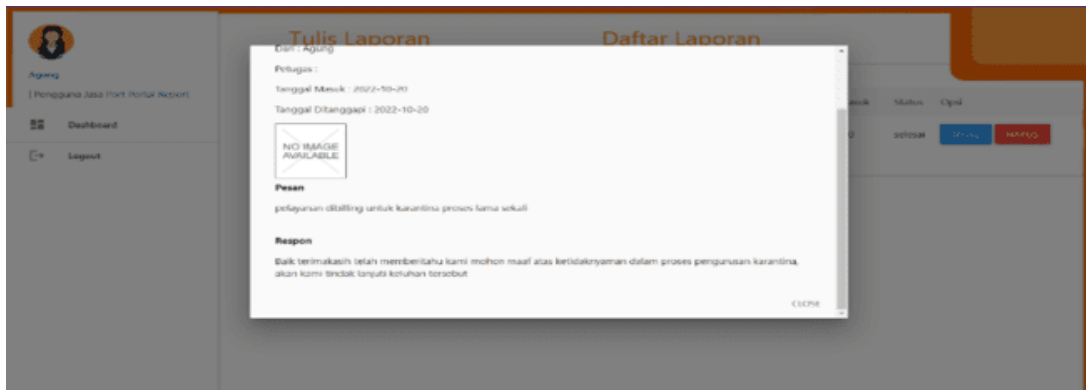 Tulis Laporan
Daftar Laporan
Dari : Agung
Petugas :
Tanggal Masuk : 2022-10-20
Tanggal Ditanggapi : 2022-10-20
NO IMAGE
AVAILABLE
Pesan
pelayanan dibilling untuk karantina proses lama sekali
Respon
Baik terimakasih telah memberitahu kami mohon maaf atas ketidaknyaman dalam proses pengurusan karantina,
akan kami tindak lanjuti keluhan tersebut
CLOSE
Agung
| Pengguna Jasa Port Portal Report
Dashboard
Logout
Status Opsi
selesai